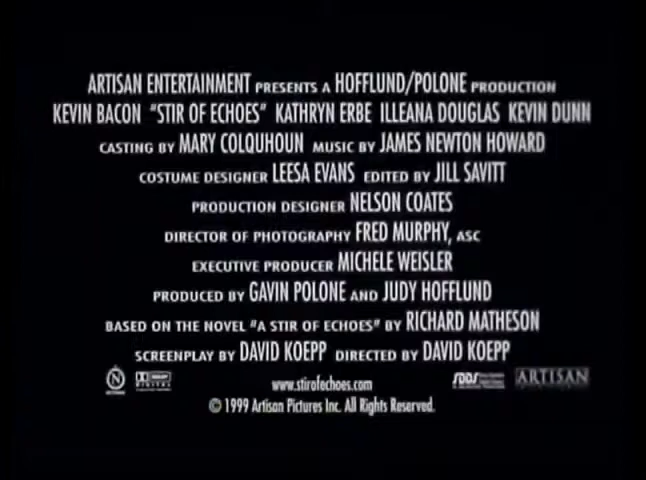 ARTISAN ENTERTAINMENT PRESENTS A HOFFLUND/POLONE PRODUCTION
KEVIN BACON "STIR OF ECHOES" KATHRYN ERBE ILLEANA DOUGLAS KEVIN DUNN
CASTING BY MARY COLQUHOUN MUSIC BY JAMES NEWTON HOWARD
COSTUME DESIGNER LEESA EVANS EDITED BY JILL SAVITT
PRODUCTION DESIGNER NELSON COATES
DIRECTOR OF PHOTOGRAPHY FRED MURPHY, ASC
EXECUTIVE PRODUCER MICHELE WEISLER
PRODUCED BY GAVIN POLONE AND JUDY HOFFLUND
BASED ON THE NOVEL "A STIR OF ECHOES" BY RICHARD MATHESON
SCREENPLAY BY DAVID KOEPP DIRECTED BY DAVID KOEPP
DIGITAL www.stirofechoes.com SDDS ARTISAN
© 1999 Artisan Pictures Inc. All Rights Reserved.